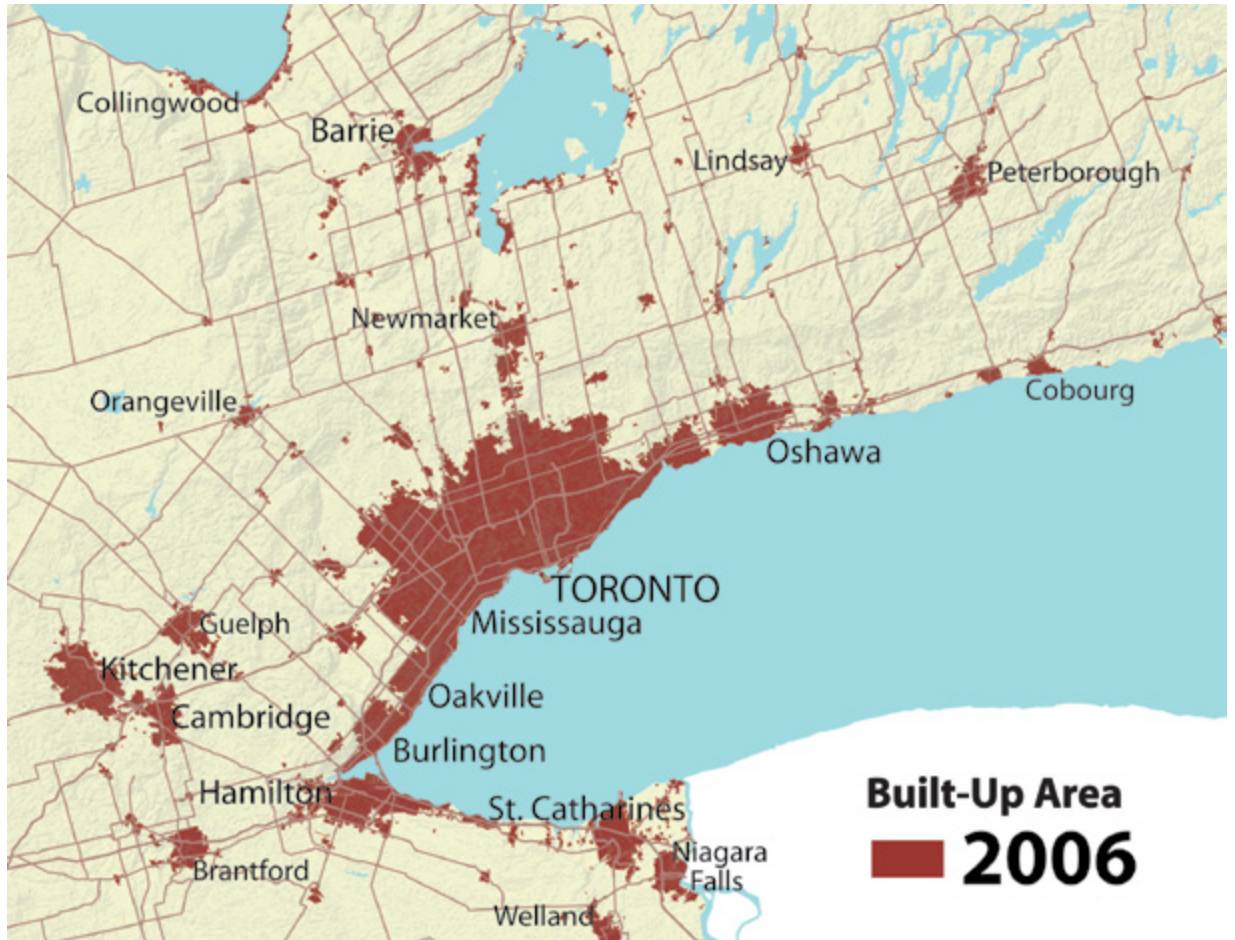 Collingwood
Barrie
Lindsay
Peterborough
Newmarket
Orangeville
Cobourg
Oshawa
TORONTO
Mississauga
Guelph
Kitchener
Oakville
Cambridge
Burlington
Hamilton
St. Catharines
Brantford
Niagara
Falls
Welland
Built-Up Area
2006